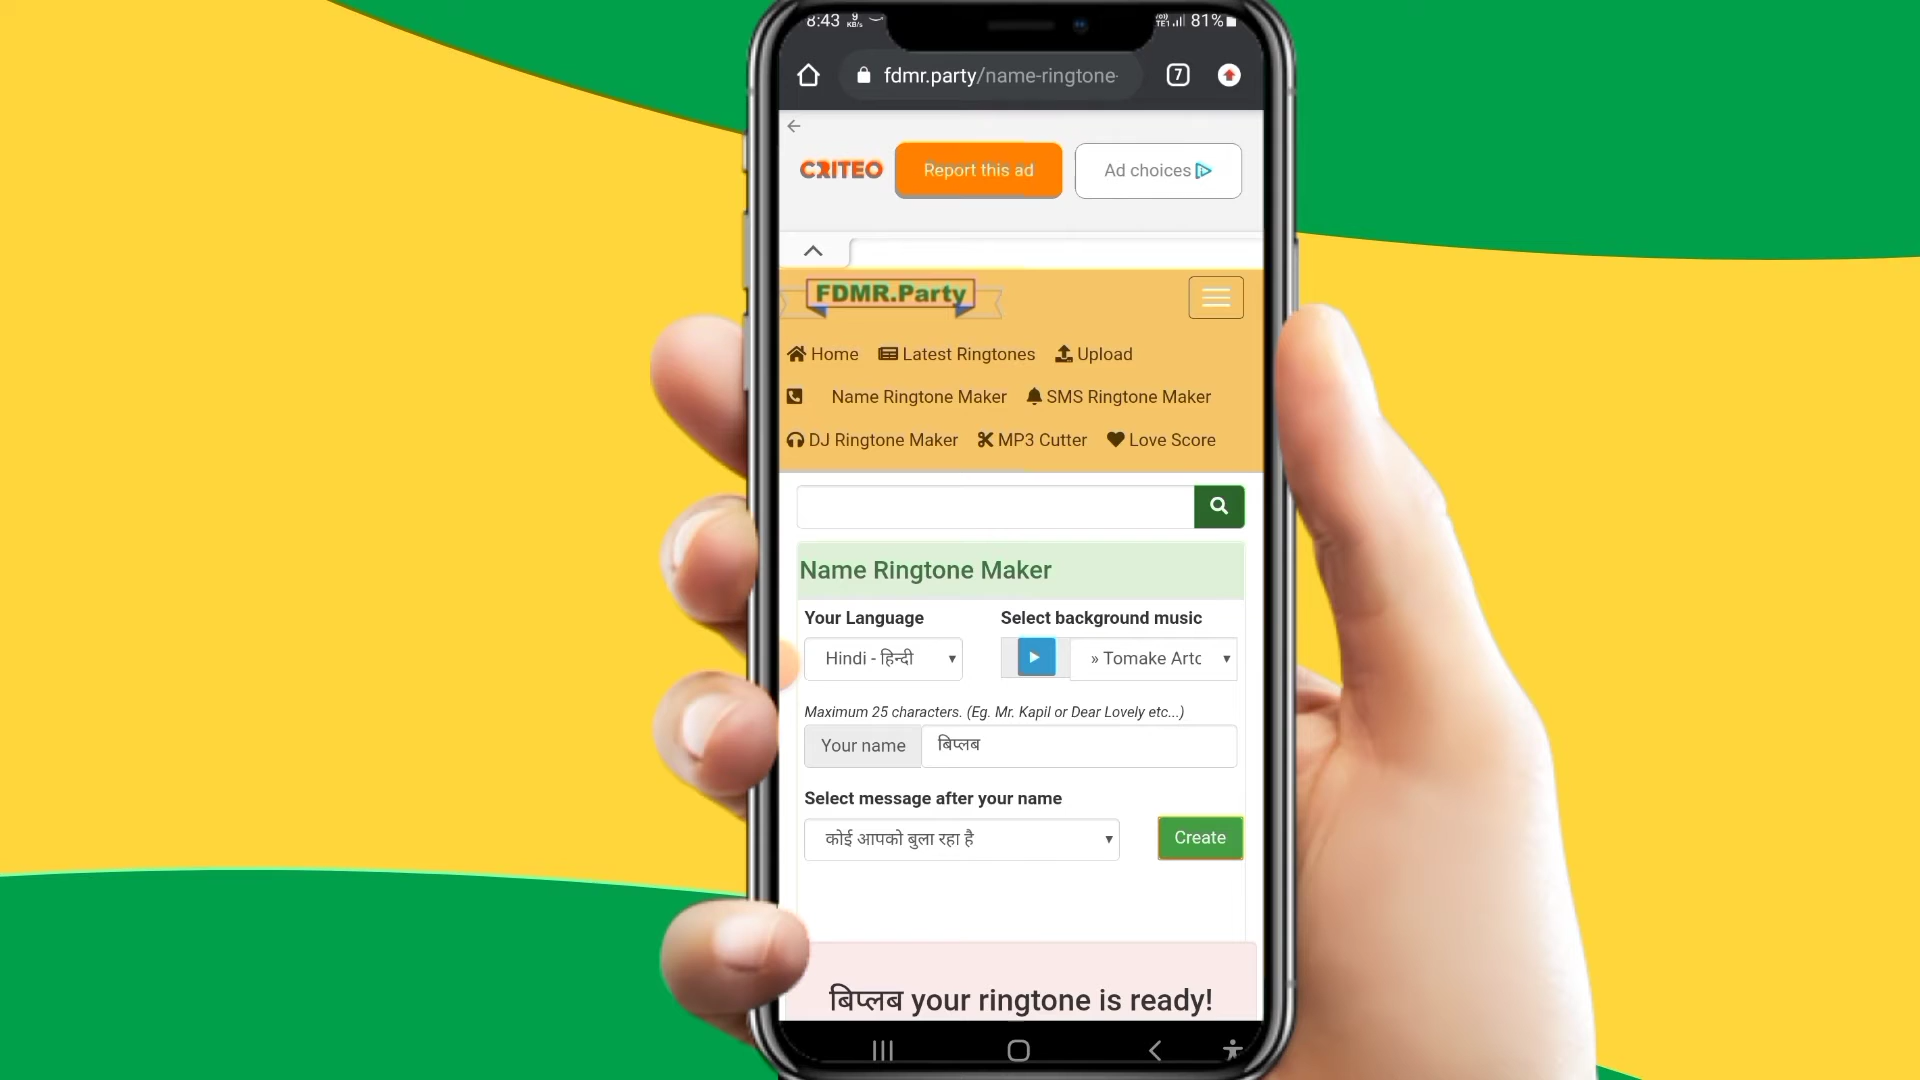 8:43 9 KB/s 81%
fdmr.party/name-ringtone- 7
CRITEO Report this ad Ad choices
FDMR.Party
Home Latest Ringtones Upload
Name Ringtone Maker SMS Ringtone Maker
DJ Ringtone Maker MP3 Cutter Love Score
Name Ringtone Maker
Your Language Select background music
Hindi - हिन्दी » Tomake Artc
Maximum 25 characters. (Eg. Mr. Kapil or Dear Lovely etc...)
Your name बिप्लब
Select message after your name
कोई आपको बुला रहा है Create
बिप्लब your ringtone is ready!